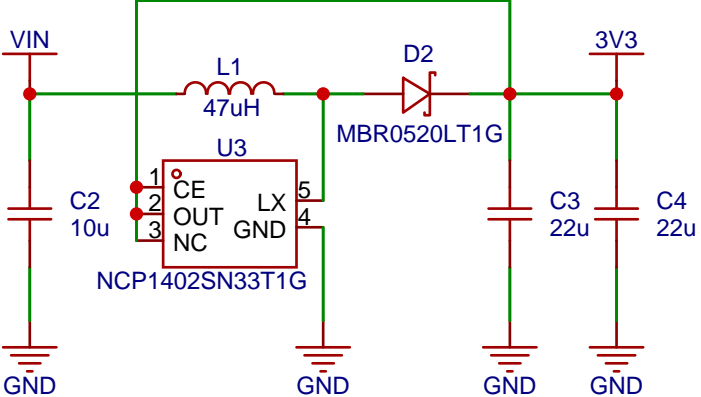 VIN
L1
47uH
D2
MBR0520LT1G
3V3
U3
1
CE
2
OUT
3
NC
LX
5
GND
4
NCP1402SN33T1G
C2
10u
C3
22u
C4
22u
GND
GND
GND
GND